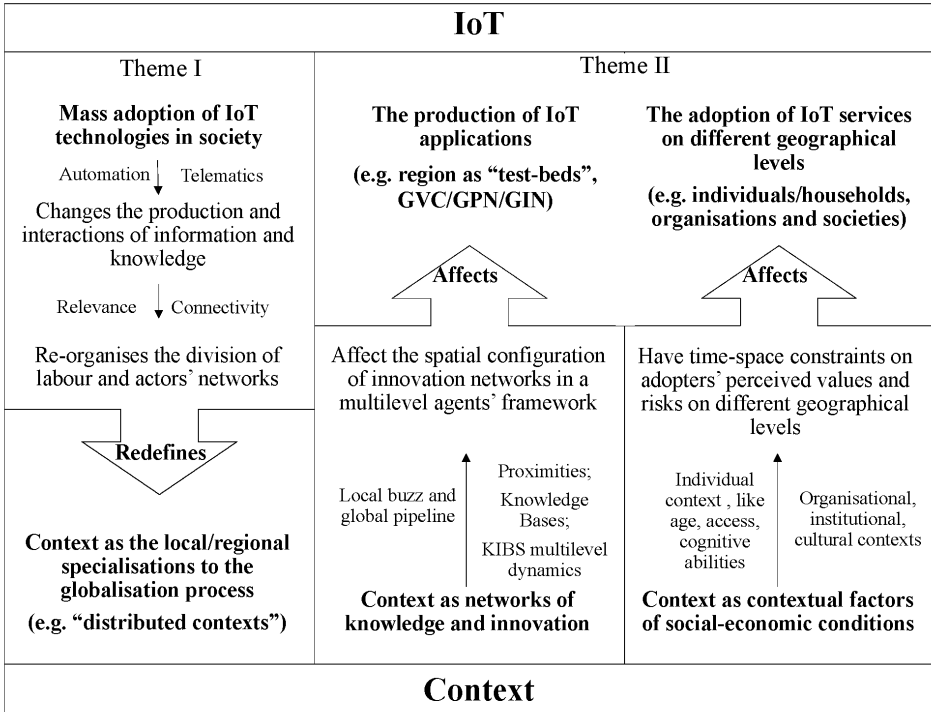 IoT
Theme I
Mass adoption of IoT
technologies in society
Automation
Telematics
Changes the production and
interactions of information and
knowledge
Relevance
Connectivity
Re-organises the division of
labour and actors' networks
Redefines
Context as the local/regional
specialisations to the
globalisation process
(e.g. “distributed contexts”)
Theme II
The production of IoT
applications
(e.g. region as “test-beds”,
GVC/GPN/GIN)
Affects
Affect the spatial configuration
of innovation networks in a
multilevel agents' framework
Local buzz and
global pipeline
Proximities;
Knowledge
Bases;
KIBS multilevel
dynamics
Context as networks of
knowledge and innovation
The adoption of IoT services
on different geographical
levels
(e.g. individuals/households,
organisations and societies)
Affects
Have time-space constraints on
adopters' perceived values and
risks on different geographical
levels
Individual
context , like
age, access,
cognitive
abilities
Organisational,
institutional,
cultural contexts
Context as contextual factors
of social-economic conditions
Context